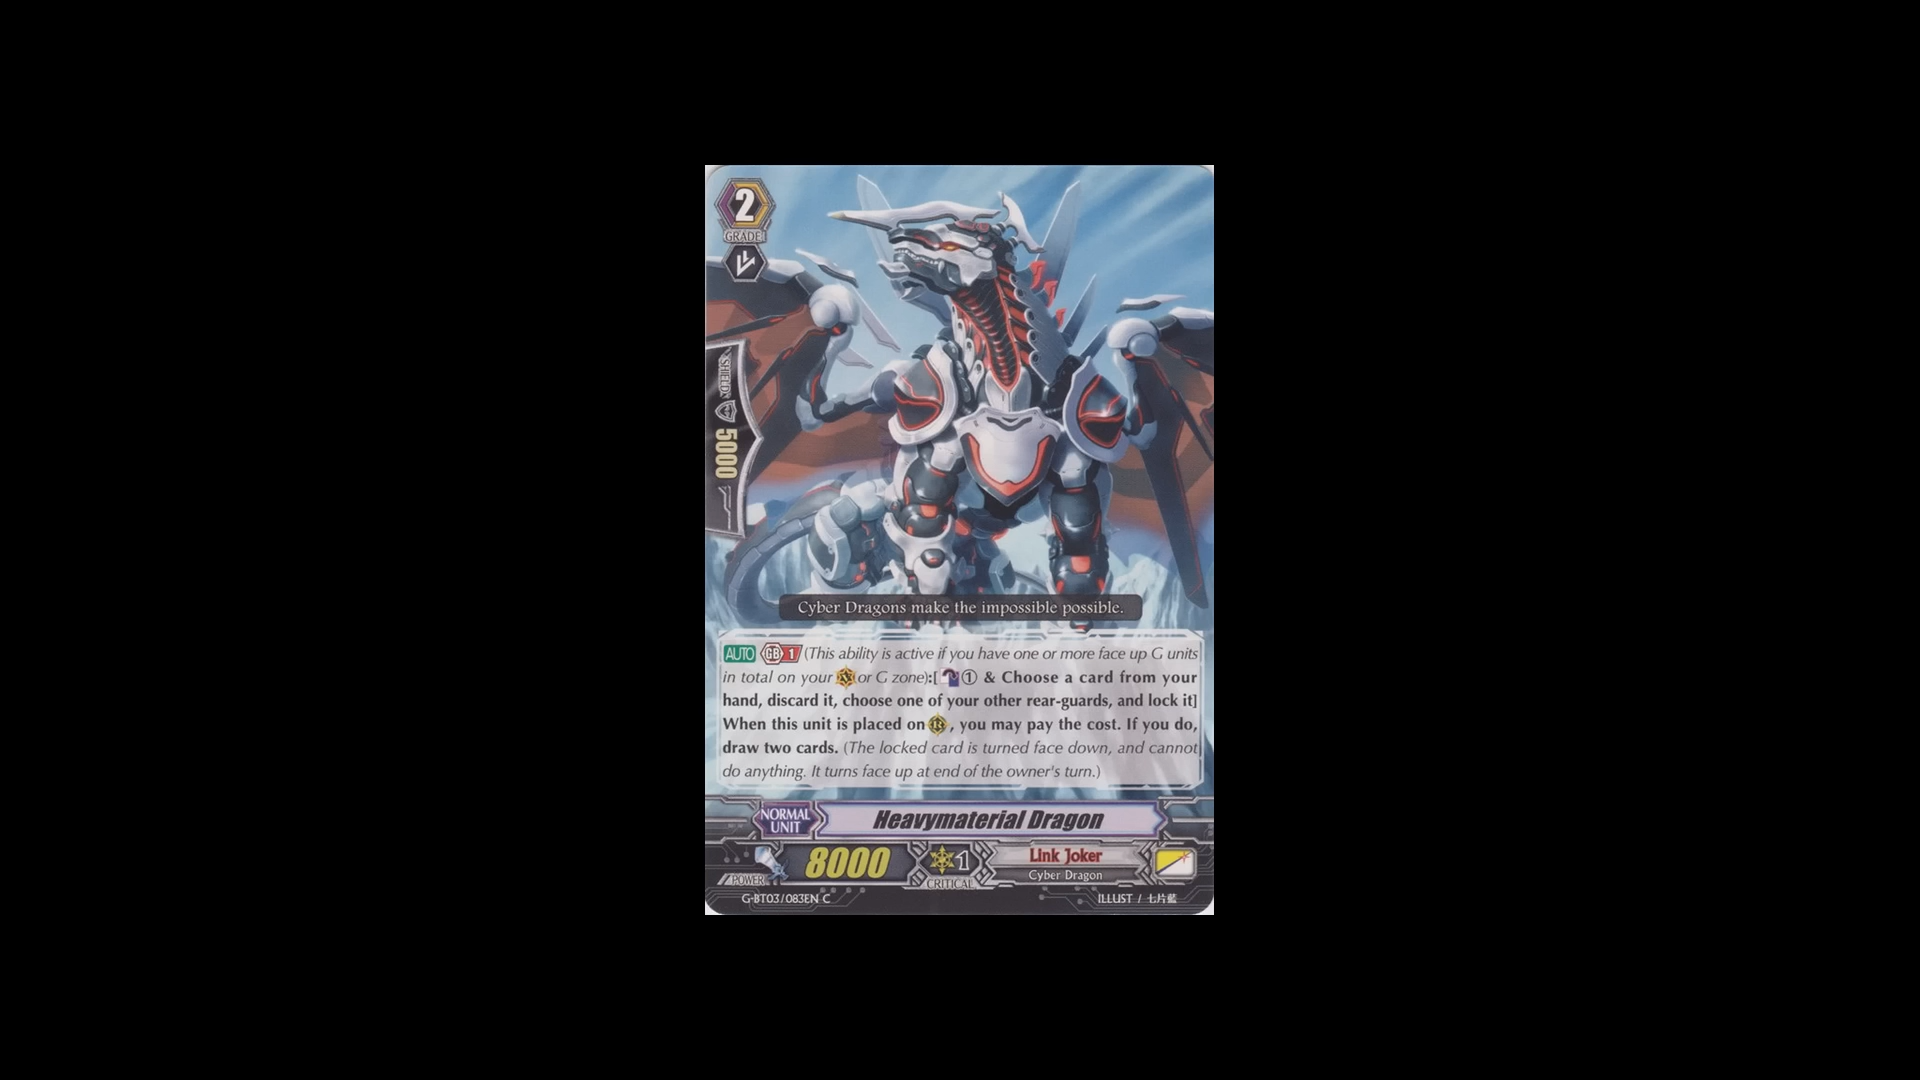 2
GRADE
SHIELD
5000
Cyber Dragons make the impossible possible.
AUTO GB 1 (This ability is active if you have one or more face up G units
in total on your V or G zone):[ ① & Choose a card from your
hand, discard it, choose one of your other rear-guards, and lock it]
When this unit is placed on R, you may pay the cost. If you do,
draw two cards. (The locked card is turned face down, and cannot
do anything. It turns face up at end of the owner's turn.)
NORMAL
UNIT
Heavymaterial Dragon
POWER
8000
1
CRITICAL
Link Joker
Cyber Dragon
G-BT03/083EN C
ILLUST / 七片藍